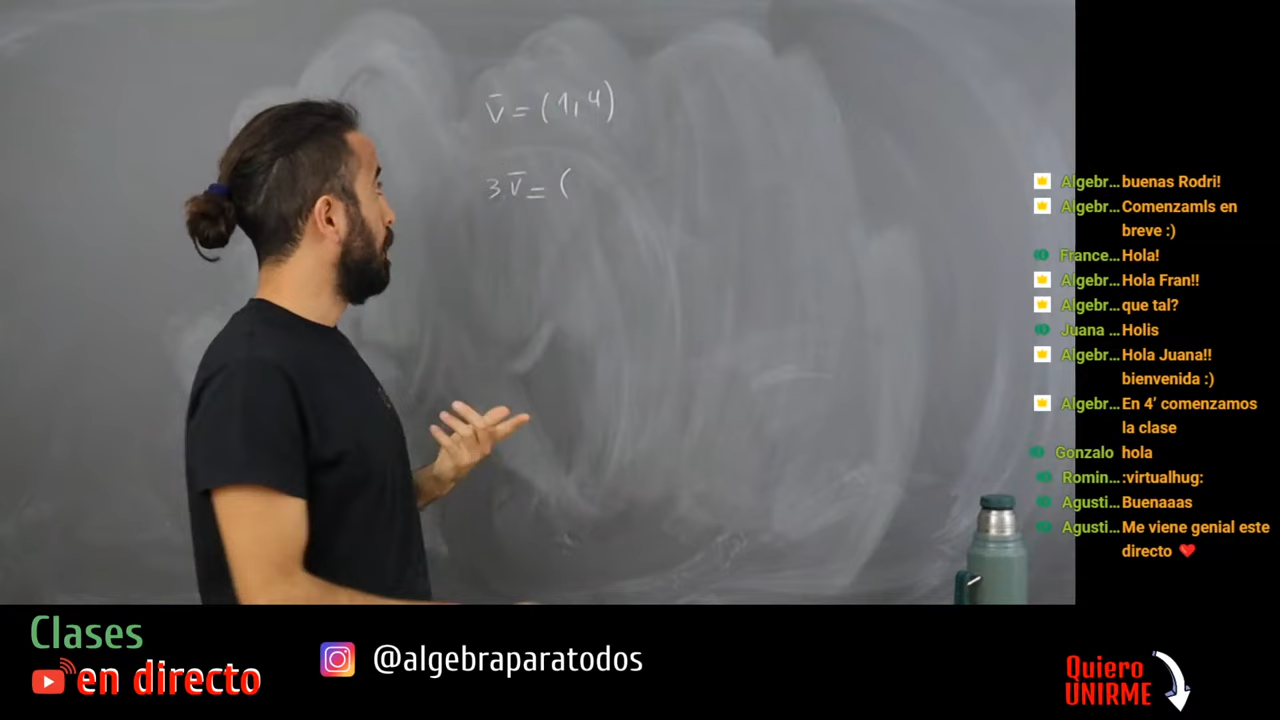 v̄ = (1, 4)
3.v̄ = (
Algebr... buenas Rodri!
Algebr... Comenzamls en
breve :)
France... Hola!
Algebr... Hola Fran!!
Algebr... que tal?
Juana ... Holis
Algebr... Hola Juana!!
bienvenida :)
Algebr... En 4' comenzamos
la clase
Gonzalo hola
Romin... :virtualhug:
Agusti... Buenaaas
Agusti... Me viene genial este
directo ❤️
Clases
en directo
@algebraparatodos
Quiero
UNIRME